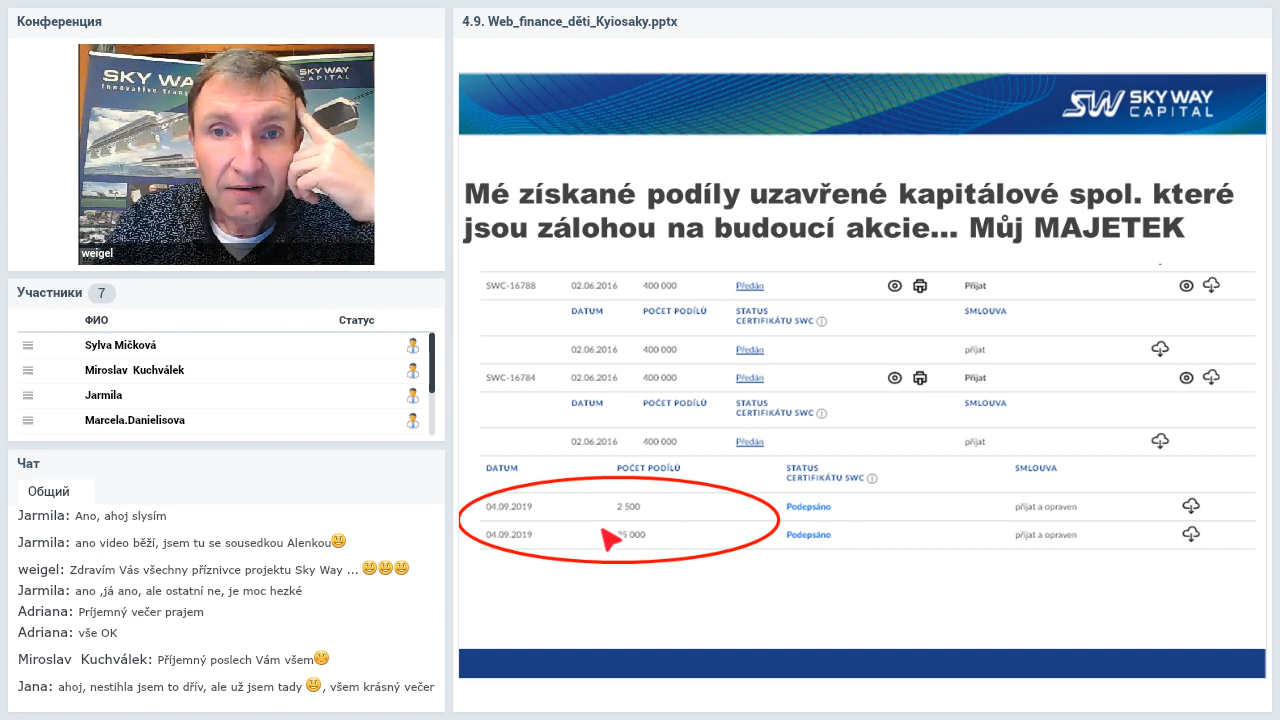 Конференция
SKY WA
Innovative trans
SKY WAY
CAPITAL
weigel
Участники 7
ФИО Статус
Sylva Mičková
Miroslav Kuchválek
Jarmila
Marcela.Danielisova
Чат
Общий
Jarmila: Ano, ahoj slysím
Jarmila: ano video běží, jsem tu se sousedkou Alenkou
weigel: Zdravím Vás všechny příznivce projektu Sky Way ...
Jarmila: ano ,já ano, ale ostatní ne, je moc hezké
Adriana: Príjemný večer prajem
Adriana: vše OK
Miroslav Kuchválek: Příjemný poslech Vám všem
Jana: ahoj, nestihla jsem to dřív, ale už jsem tady , všem krásný večer
4.9. Web_finance_děti_Kyiosaky.pptx
SW SKY WAY
CAPITAL
Mé získané podíly uzavřené kapitálové spol. které
jsou zálohou na budoucí akcie... Můj MAJETEK
SWC-16788 02.06.2016 400 000 Předán Přijat
DATUM POČET PODÍLŮ STATUS SMLOUVA
CERTIFIKÁTU SWC
02.06.2016 400 000 Předán přijat
SWC-16784 02.06.2016 400 000 Předán Přijat
DATUM POČET PODÍLŮ STATUS SMLOUVA
CERTIFIKÁTU SWC
02.06.2016 400 000 Předán přijat
DATUM POČET PODÍLŮ STATUS SMLOUVA
CERTIFIKÁTU SWC
04.09.2019 2 500 Podepsáno přijat a opraven
04.09.2019 000 Podepsáno přijat a opraven